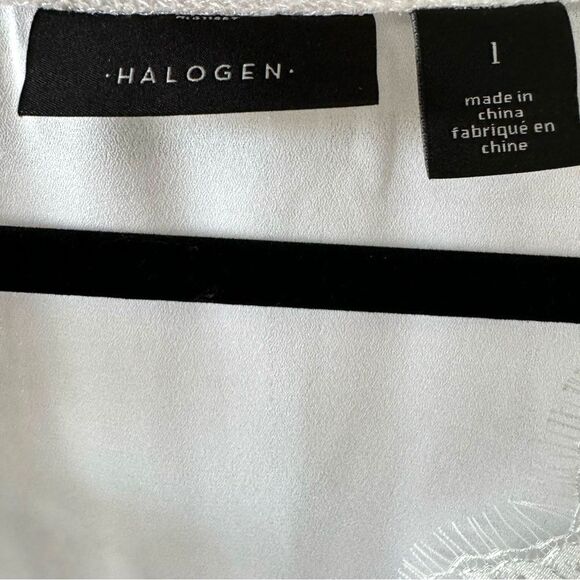 ·HALOGEN·
1
made in
china
fabriqué en
chine